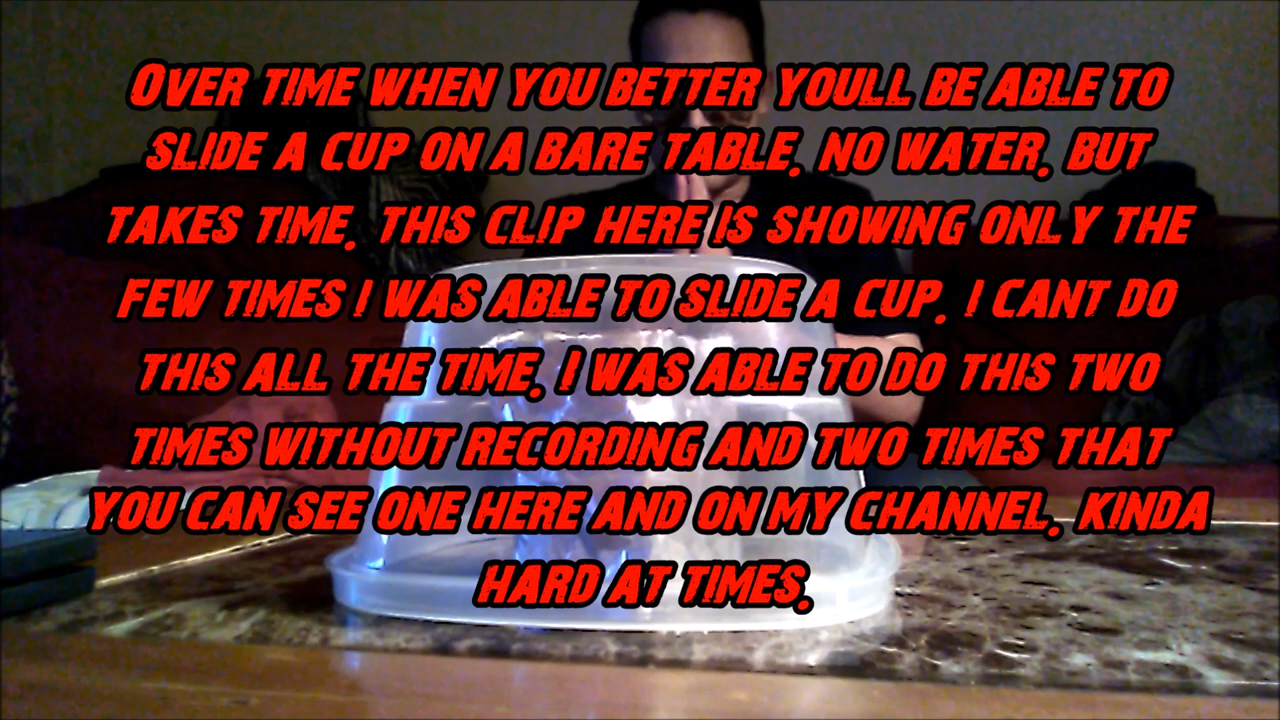 Over time when you better youll be able to
slide a cup on a bare table. no water. but
takes time. this clip here is showing only the
few times I was able to slide a cup. I cant do
this all the time. I was able to do this two
times without recording and two times that
you can see one here and on my channel. kinda
hard at times.